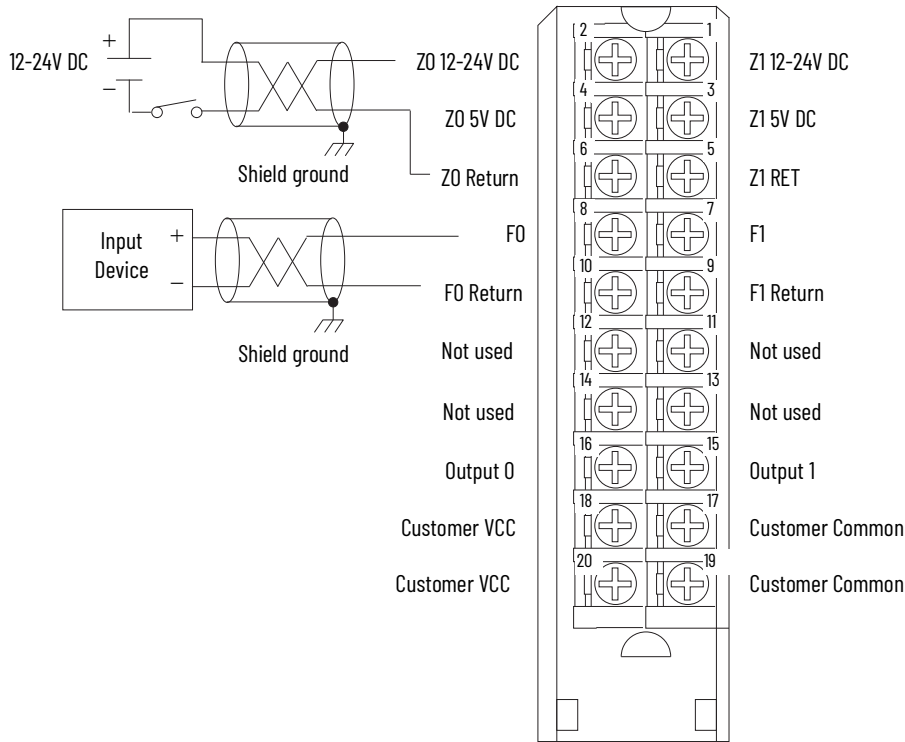 12-24V DC
+
−
Shield ground
Input
Device
+
−
Shield ground
Z0 12-24V DC
Z0 5V DC
Z0 Return
F0
F0 Return
Not used
Not used
Output 0
Customer VCC
Customer VCC
2 1
4 3
6 5
8 7
10 9
12 11
14 13
16 15
18 17
20 19
Z1 12-24V DC
Z1 5V DC
Z1 RET
F1
F1 Return
Not used
Not used
Output 1
Customer Common
Customer Common